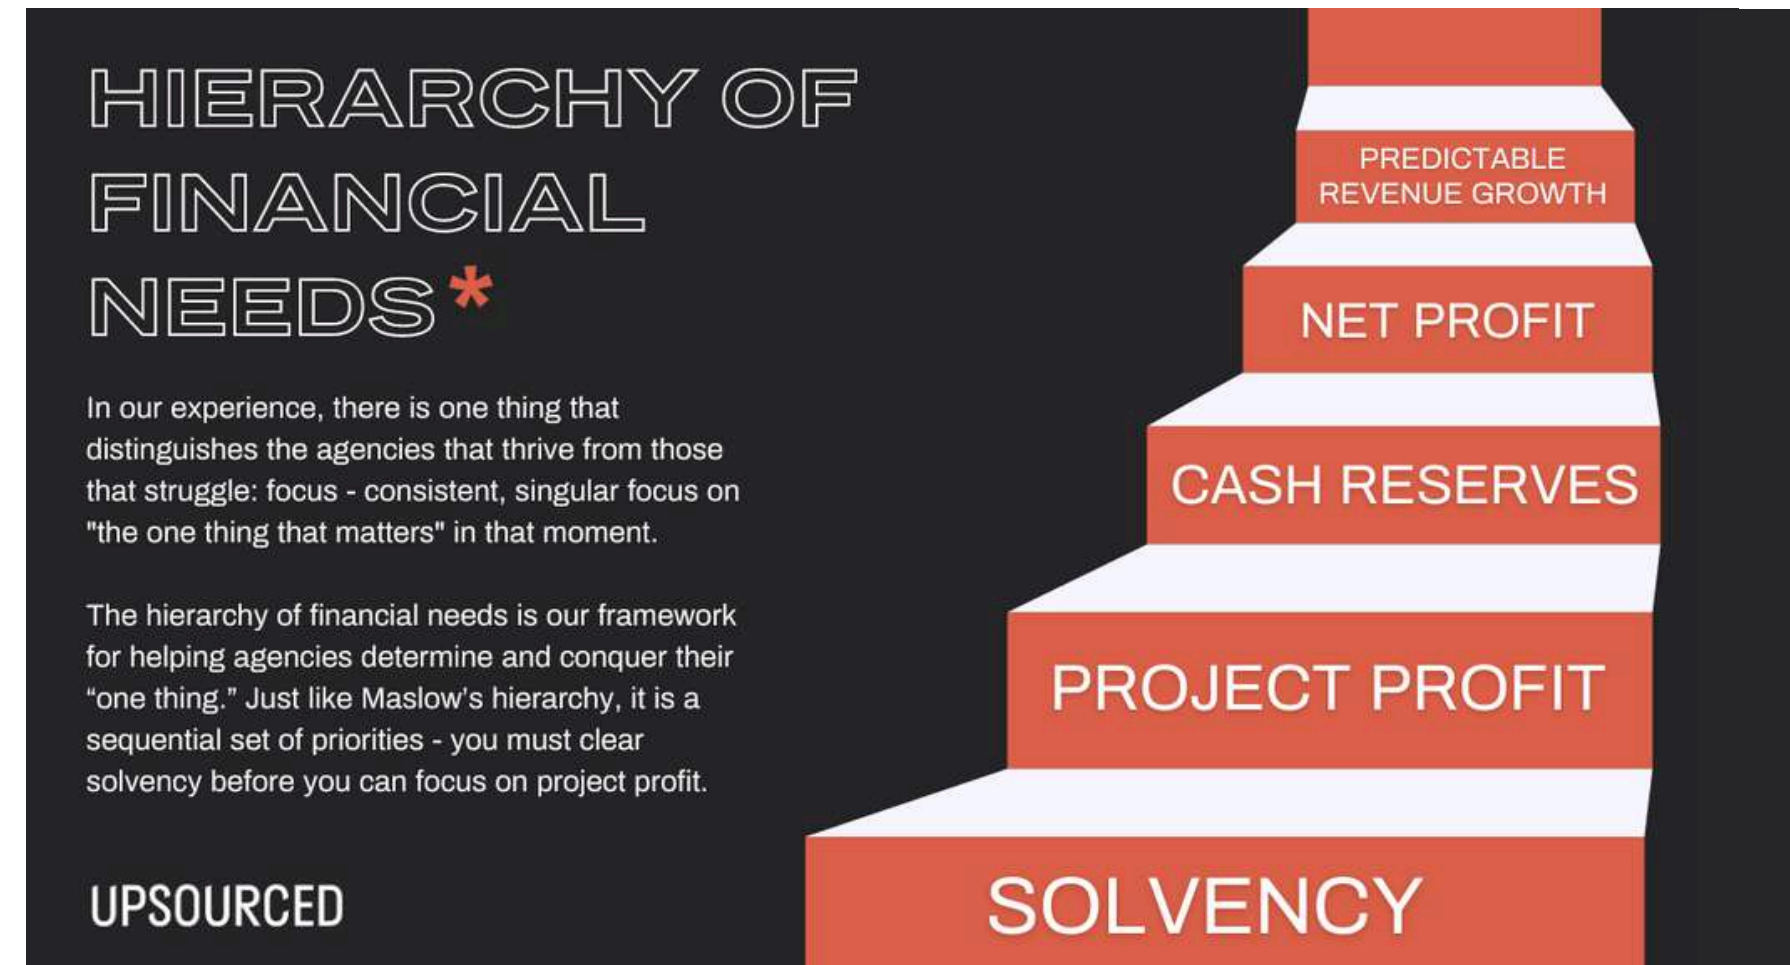 HIERARCHY OF
FINANCIAL
NEEDS*
In our experience, there is one thing that
distinguishes the agencies that thrive from those
that struggle: focus - consistent, singular focus on
"the one thing that matters" in that moment.
The hierarchy of financial needs is our framework
for helping agencies determine and conquer their
“one thing.” Just like Maslow’s hierarchy, it is a
sequential set of priorities - you must clear
solvency before you can focus on project profit.
UPSOURCED
PREDICTABLE
REVENUE GROWTH
NET PROFIT
CASH RESERVES
PROJECT PROFIT
SOLVENCY